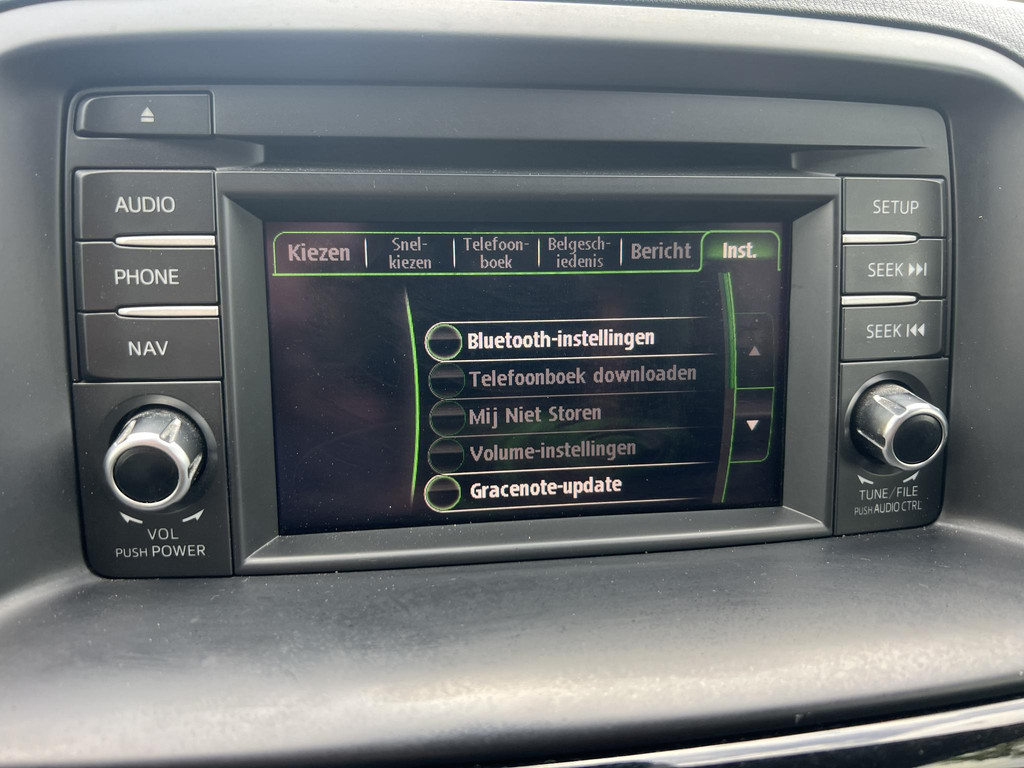 AUDIO
PHONE
NAV
VOL
PUSH POWER
Kiezen
Snel-
kiezen
Telefoon-
boek
Belgesch-
iedenis
Bericht
Inst.
Bluetooth-instellingen
Telefoonboek downloaden
Mij Niet Storen
Volume-instellingen
Gracenote-update
SETUP
SEEK
SEEK
TUNE/FILE
PUSH AUDIO CTRL